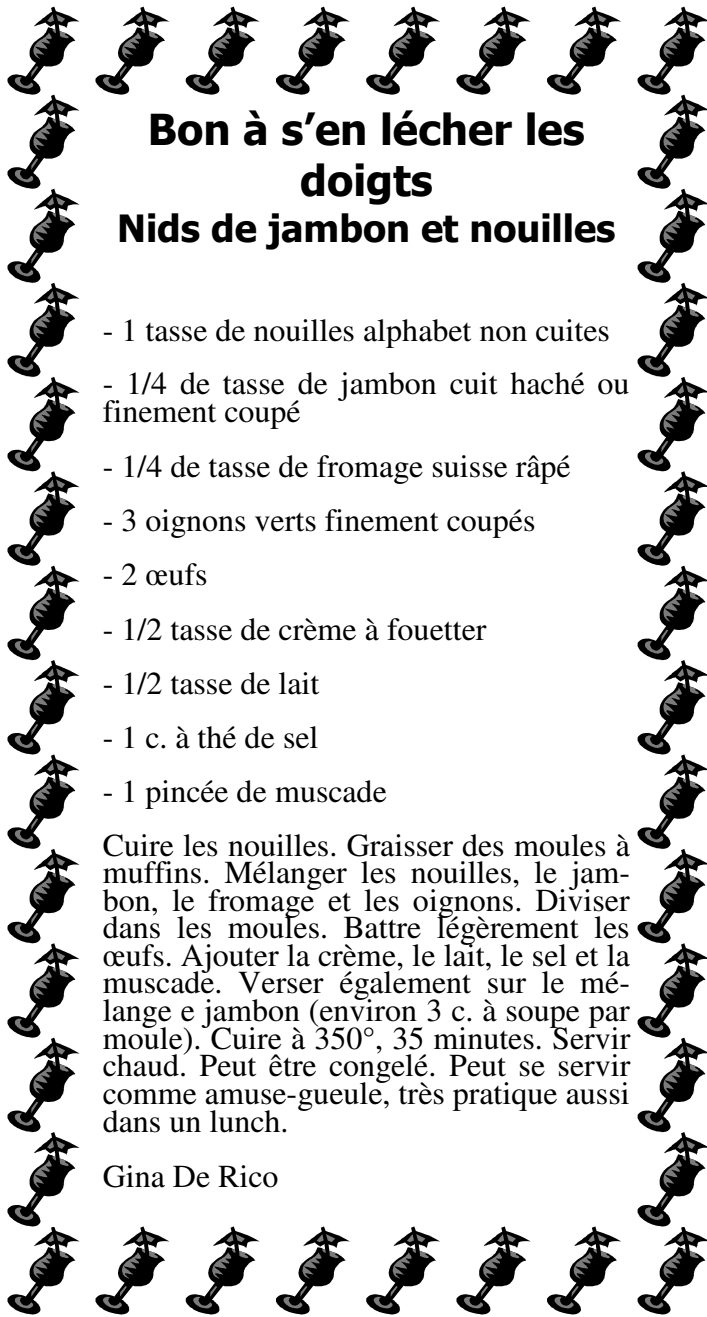 Bon à s’en lécher les
doigts
Nids de jambon et nouilles
- 1 tasse de nouilles alphabet non cuites
- 1/4 de tasse de jambon cuit haché ou
finement coupé
- 1/4 de tasse de fromage suisse râpé
- 3 oignons verts finement coupés
- 2 œufs
- 1/2 tasse de crème à fouetter
- 1/2 tasse de lait
- 1 c. à thé de sel
- 1 pincée de muscade
Cuire les nouilles. Graisser des moules à
muffins. Mélanger les nouilles, le jam-
bon, le fromage et les oignons. Diviser
dans les moules. Battre légèrement les
œufs. Ajouter la crème, le lait, le sel et la
muscade. Verser également sur le mé-
lange e jambon (environ 3 c. à soupe par
moule). Cuire à 350°, 35 minutes. Servir
chaud. Peut être congelé. Peut se servir
comme amuse-gueule, très pratique aussi
dans un lunch.
Gina De Rico